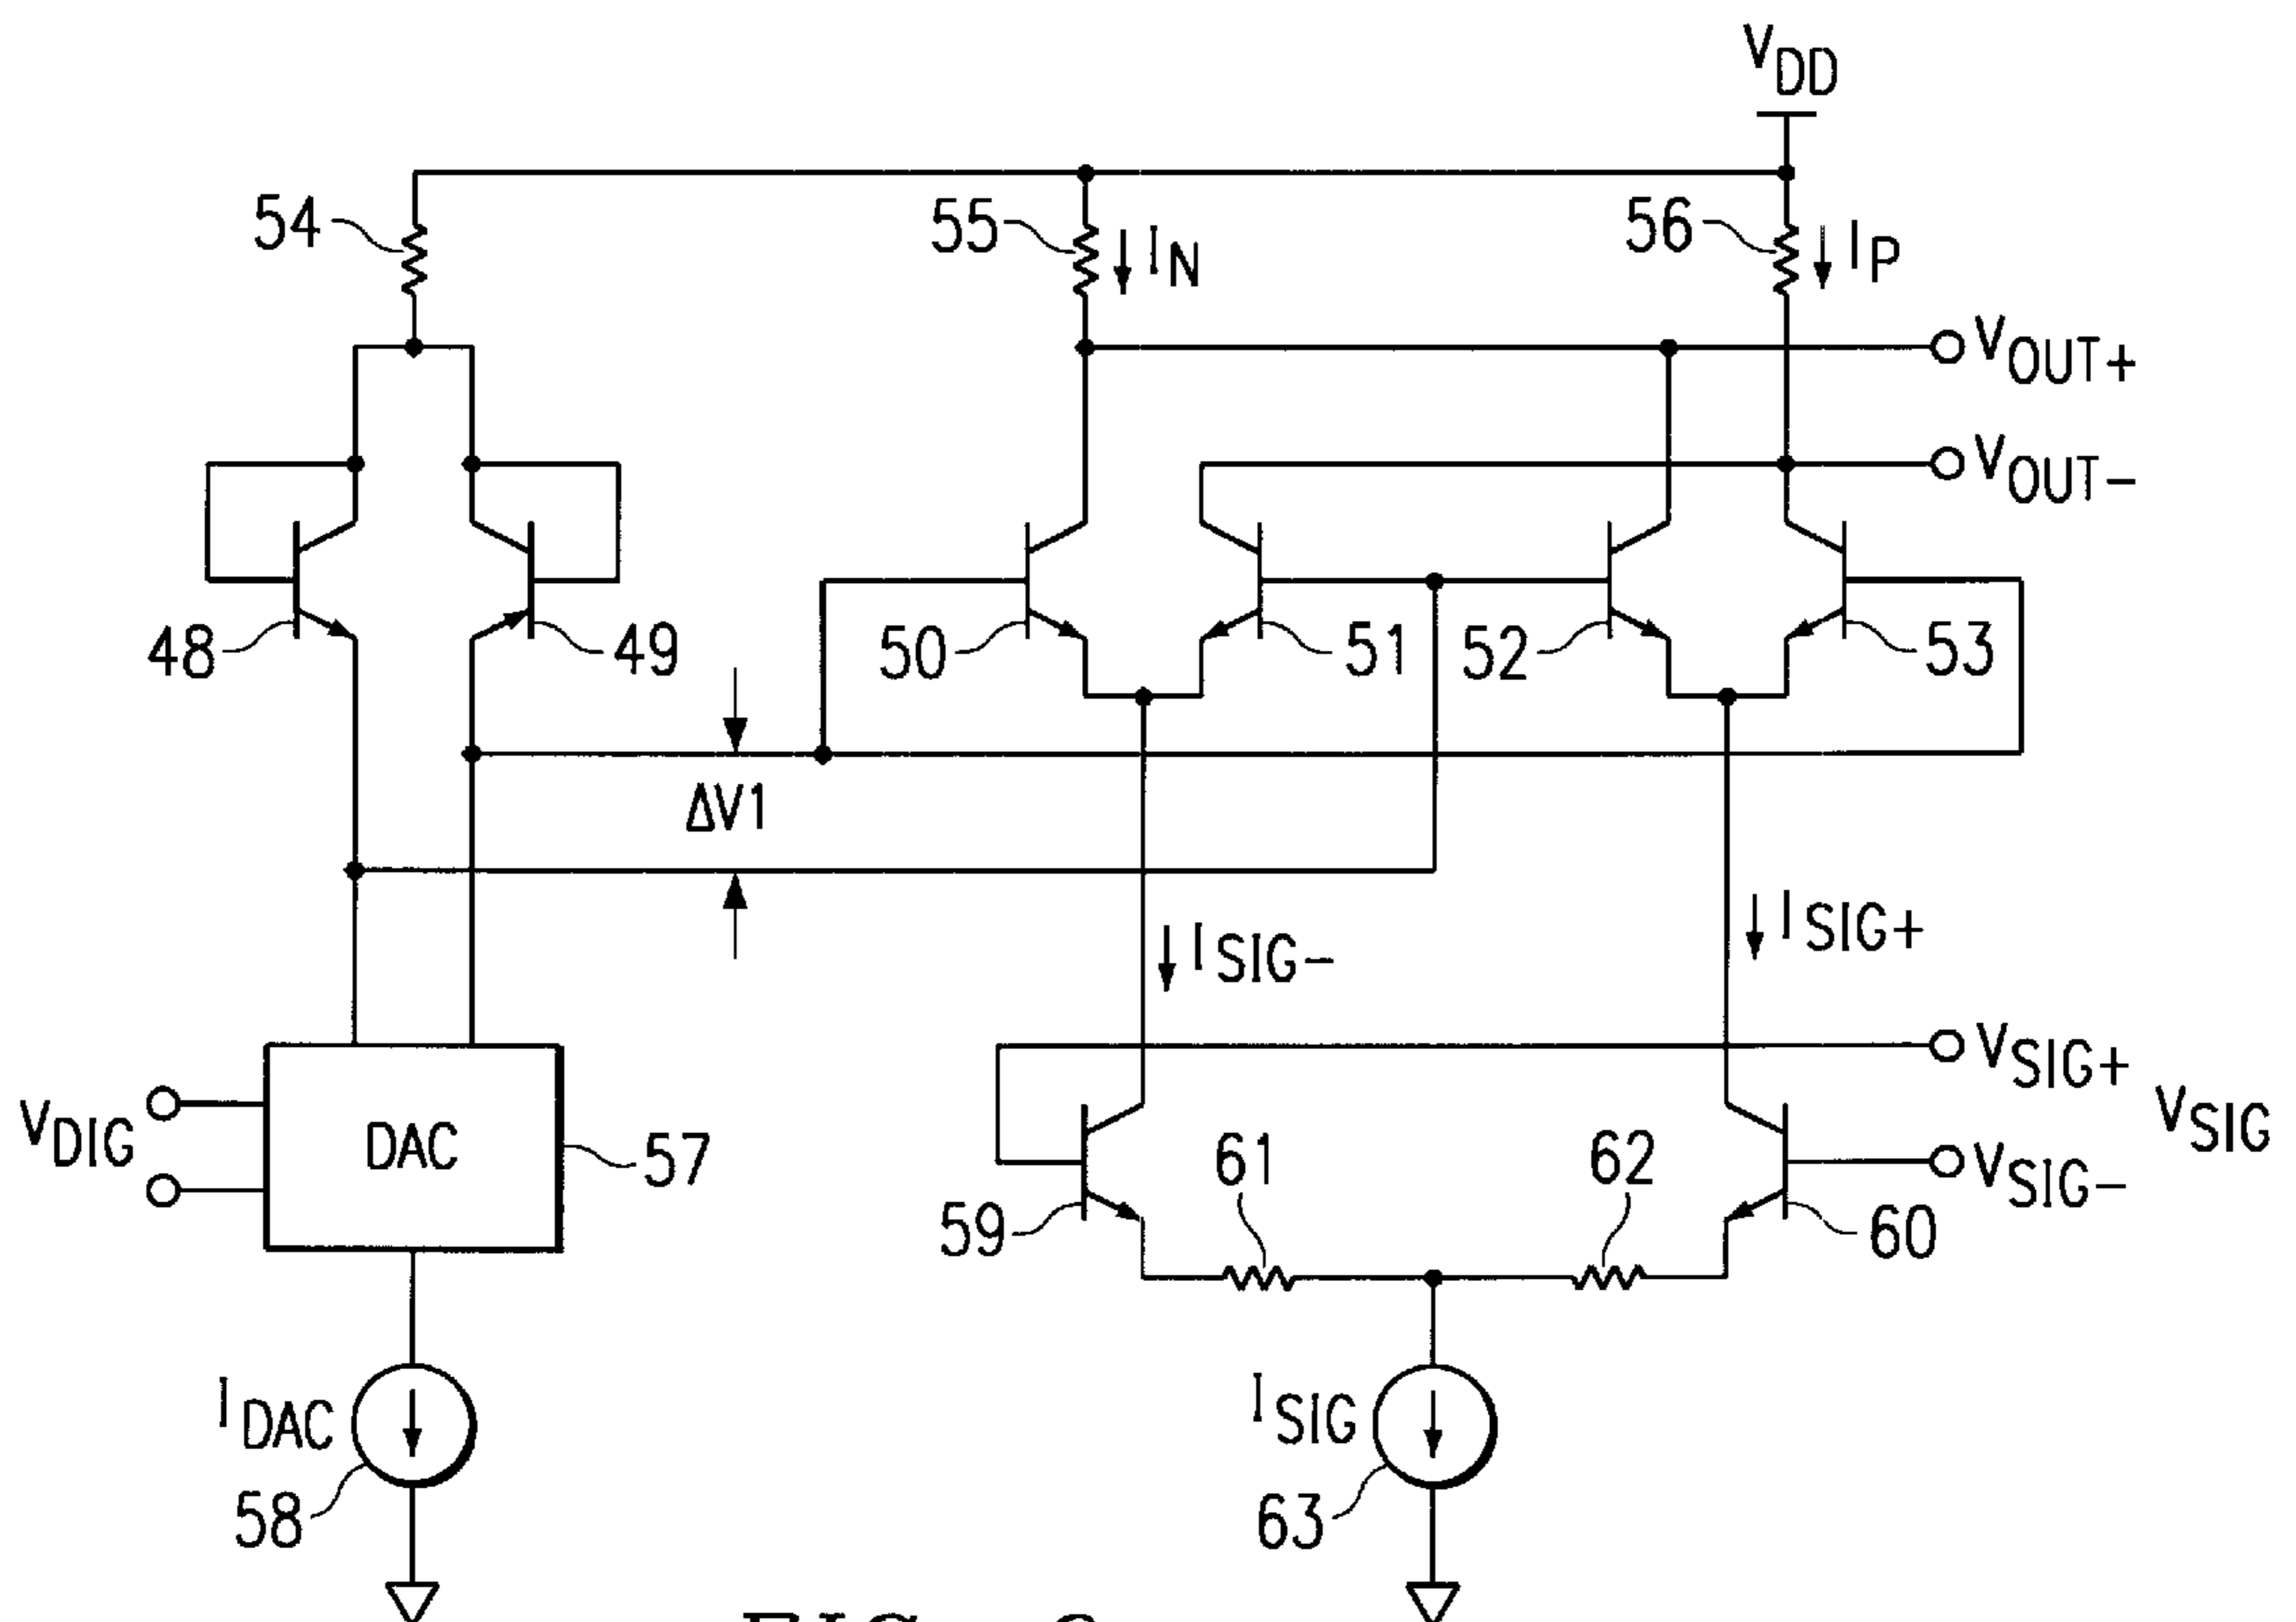 VDD
54
55
IN
56
IP
VOUT+
VOUT-
48
49
50
51
52
53
ΔV1
ISIG-
ISIG+
VSIG+
VSIG
VSIG-
VDIG
DAC
57
59
61
62
60
IDAC
58
ISIG
63